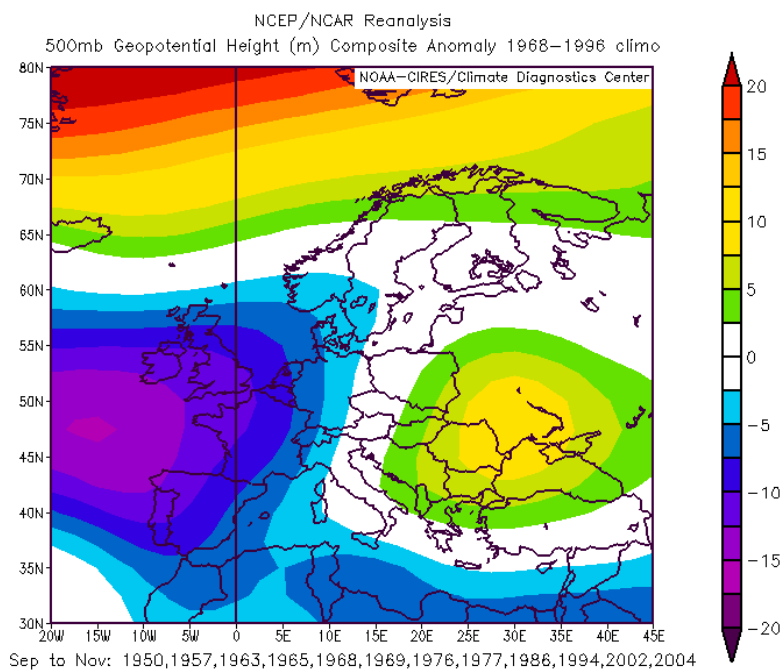 NCEP/NCAR Reanalysis
500mb Geopotential Height (m) Composite Anomaly 1968-1996 climo
NOAA-CIRES/Climate Diagnostics Center
80N
75N
70N
65N
60N
55N
50N
45N
40N
35N
30N
20W 15W 10W 5W 0 5E 10E 15E 20E 25E 30E 35E 40E 45E
20
15
10
5
0
-5
-10
-15
-20
Sep to Nov: 1950,1957,1963,1965,1968,1969,1976,1977,1986,1994,2002,2004